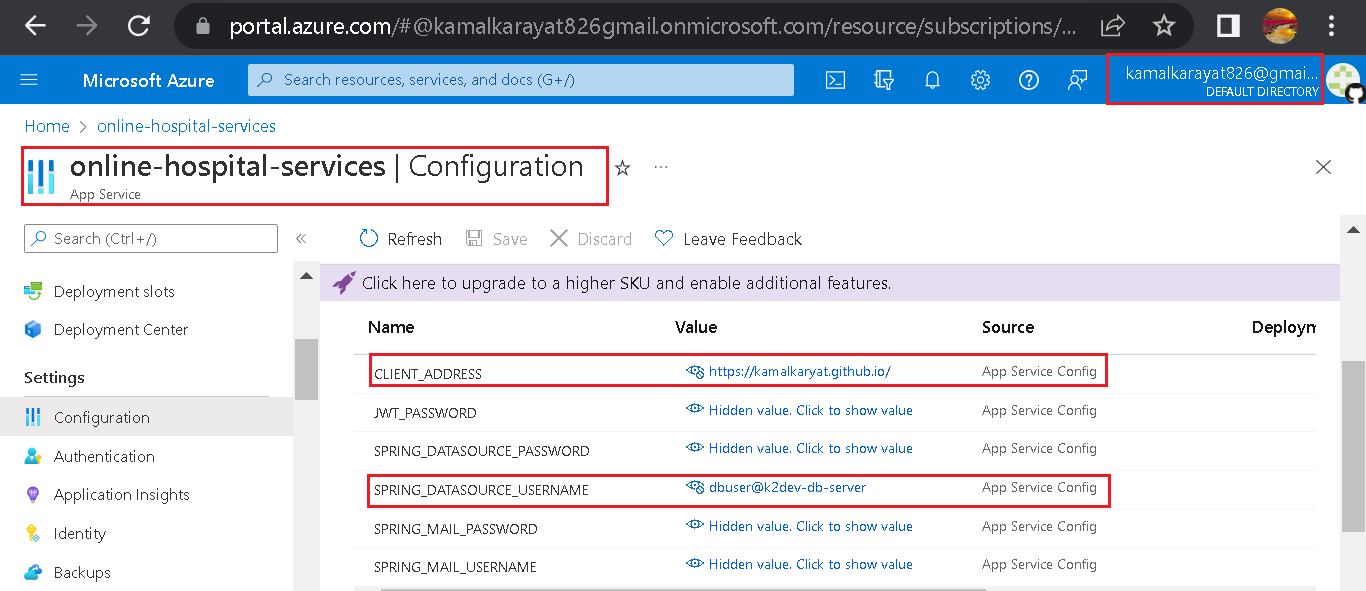 portal.azure.com/#@kamalkarayat826gmail.onmicrosoft.com/resource/subscriptions/...
Microsoft Azure
Search resources, services, and docs (G+/)
kamalkarayat826@gmai...
DEFAULT DIRECTORY
Home > online-hospital-services
online-hospital-services | Configuration
App Service
Search (Ctrl+/)
Refresh Save Discard Leave Feedback
Deployment slots
Deployment Center
Settings
Configuration
Authentication
Application Insights
Identity
Backups
Click here to upgrade to a higher SKU and enable additional features.
Name Value Source Deploym
CLIENT_ADDRESS https://kamalkaryat.github.io/ App Service Config
JWT_PASSWORD Hidden value. Click to show value App Service Config
SPRING_DATASOURCE_PASSWORD Hidden value. Click to show value App Service Config
SPRING_DATASOURCE_USERNAME dbuser@k2dev-db-server App Service Config
SPRING_MAIL_PASSWORD Hidden value. Click to show value App Service Config
SPRING_MAIL_USERNAME Hidden value. Click to show value App Service Config